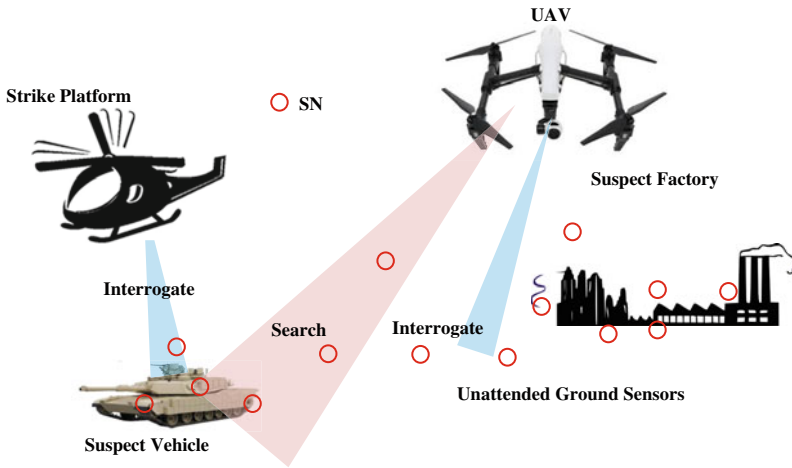 UAV
Strike Platform
SN
Suspect Factory
Interrogate
Search
Interrogate
Unattended Ground Sensors
Suspect Vehicle